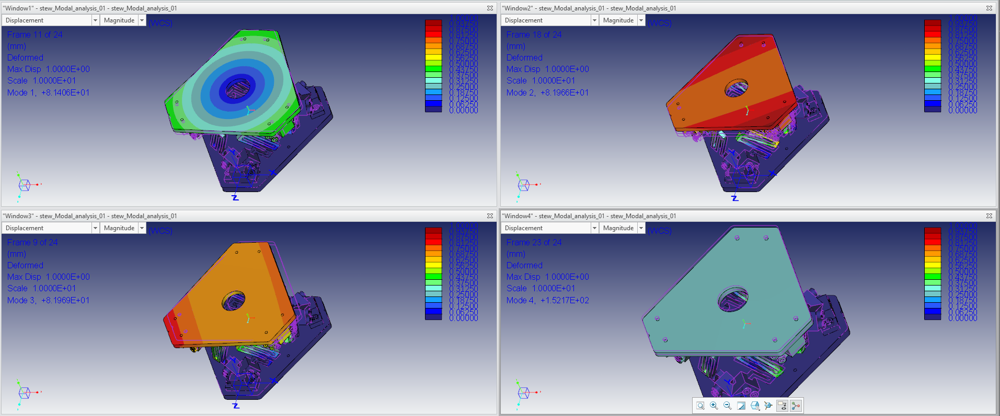 "Window1" - stew_Modal_analysis_01 - stew_Modal_analysis_01
Displacement Magnitude (WCS)
Frame 11 of 24
(mm)
Deformed
Max Disp 1.0000E+00
Scale 1.0000E+01
Mode 1, +8.1406E+01
1.00000
0.93750
0.87500
0.81250
0.75000
0.68750
0.62500
0.56250
0.50000
0.43750
0.37500
0.31250
0.25000
0.18750
0.12500
0.06250
0.00000
Y
X
Z
"Window2" - stew_Modal_analysis_01 - stew_Modal_analysis_01
Displacement Magnitude (WCS)
Frame 18 of 24
(mm)
Deformed
Max Disp 1.0000E+00
Scale 1.0000E+01
Mode 2, +8.1966E+01
1.00000
0.93750
0.87500
0.81250
0.75000
0.68750
0.62500
0.56250
0.50000
0.43750
0.37500
0.31250
0.25000
0.18750
0.12500
0.06250
0.00000
Y
X
Z
"Window3" - stew_Modal_analysis_01 - stew_Modal_analysis_01
Displacement Magnitude (WCS)
Frame 9 of 24
(mm)
Deformed
Max Disp 1.0000E+00
Scale 1.0000E+01
Mode 3, +8.1969E+01
1.00000
0.93750
0.87500
0.81250
0.75000
0.68750
0.62500
0.56250
0.50000
0.43750
0.37500
0.31250
0.25000
0.18750
0.12500
0.06250
0.00000
Y
X
Z
"Window4" - stew_Modal_analysis_01 - stew_Modal_analysis_01
Displacement Magnitude (WCS)
Frame 23 of 24
(mm)
Deformed
Max Disp 1.0000E+00
Scale 1.0000E+01
Mode 4, +1.5217E+02
1.00000
0.93750
0.87500
0.81250
0.75000
0.68750
0.62500
0.56250
0.50000
0.43750
0.37500
0.31250
0.25000
0.18750
0.12500
0.06250
0.00000
Y